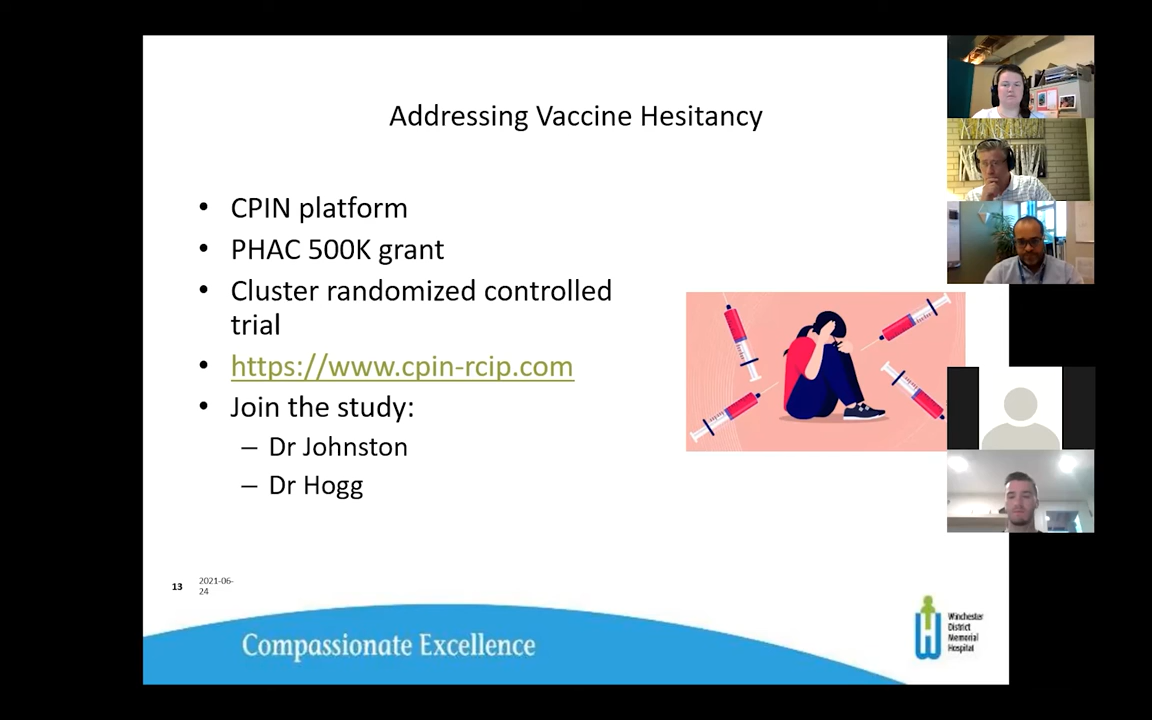 Addressing Vaccine Hesitancy
• CPIN platform
• PHAC 500K grant
• Cluster randomized controlled
trial
• https://www.cpin-rcip.com
• Join the study:
– Dr Johnston
– Dr Hogg
13
2021-06-
24
Compassionate Excellence
Winchester
District
Memorial
Hospital